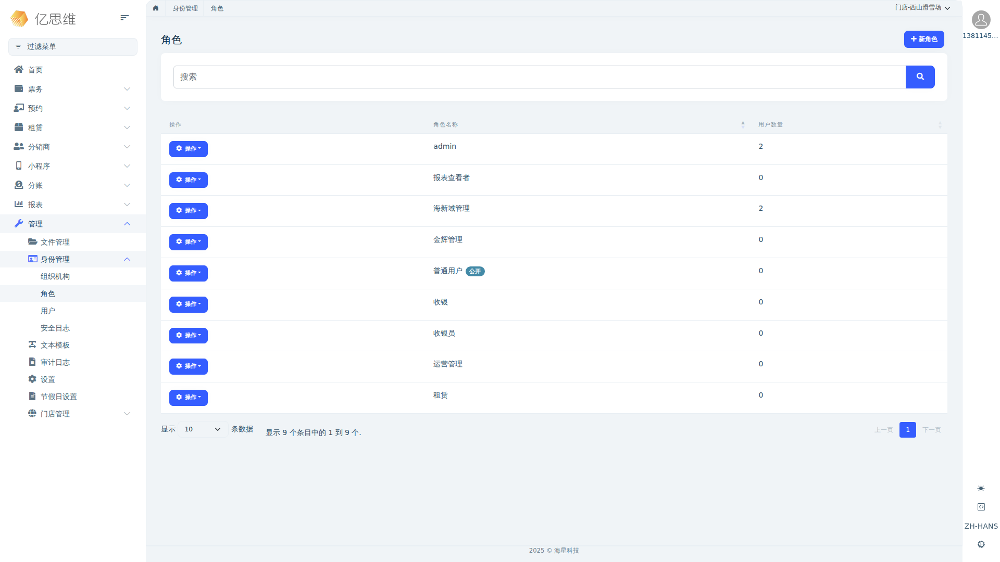 亿思维
过滤菜单
首页
票务
预约
租赁
分销商
小程序
分账
报表
管理
文件管理
身份管理
组织机构
角色
用户
安全日志
文本模板
审计日志
设置
节假日设置
门店管理
身份管理 角色
门店-西山滑雪场
角色
新角色
搜索
操作 角色名称 用户数量
操作 admin 2
操作 报表查看者 0
操作 海新域管理 2
操作 金辉管理 0
操作 普通用户 公开 0
操作 收银 0
操作 收银员 0
操作 运营管理 0
操作 租赁 0
显示 10 条数据 显示 9 个条目中的 1 到 9 个.
上一页 1 下一页
2025 © 海星科技
1381145...
ZH-HANS